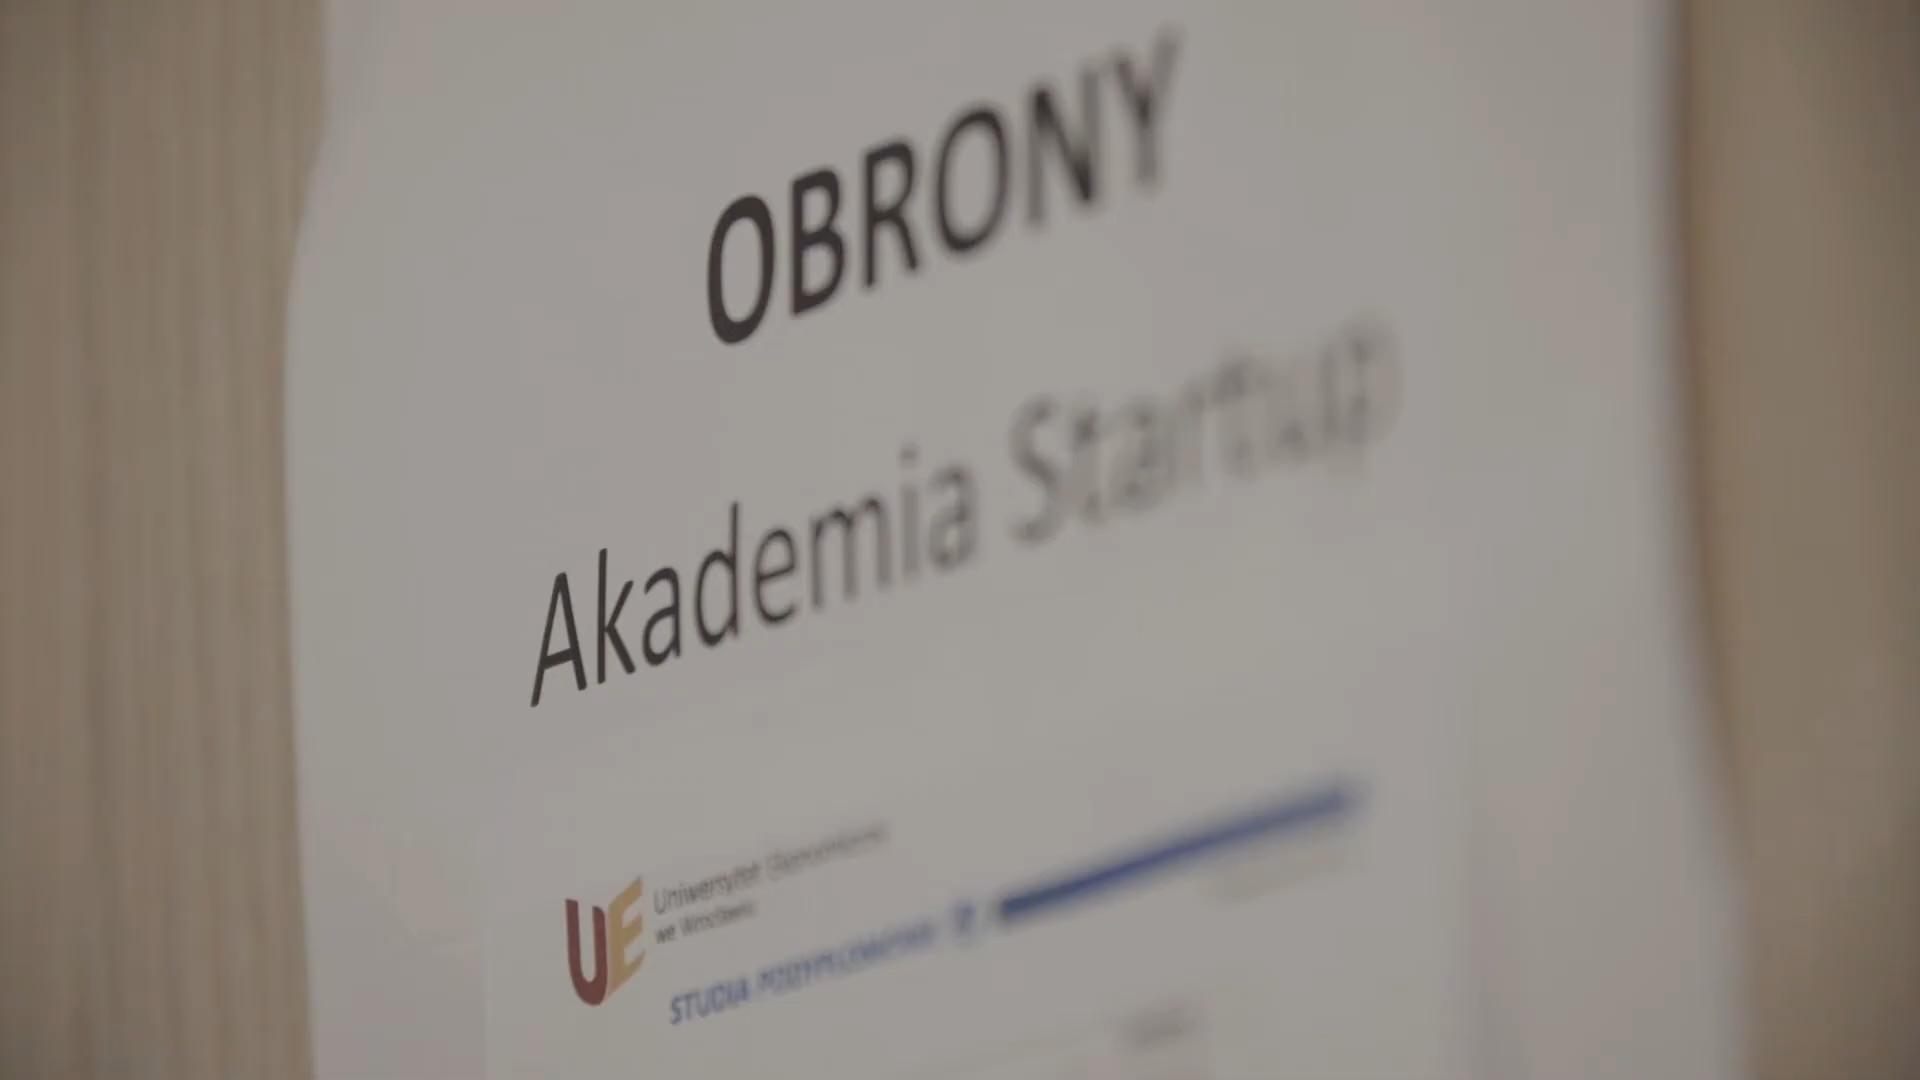 OBRONY
Akademia Startup
UE
Uniwersytet Ekonomiczny
we Wrocławiu
STUDIA PODYPLOMOWE